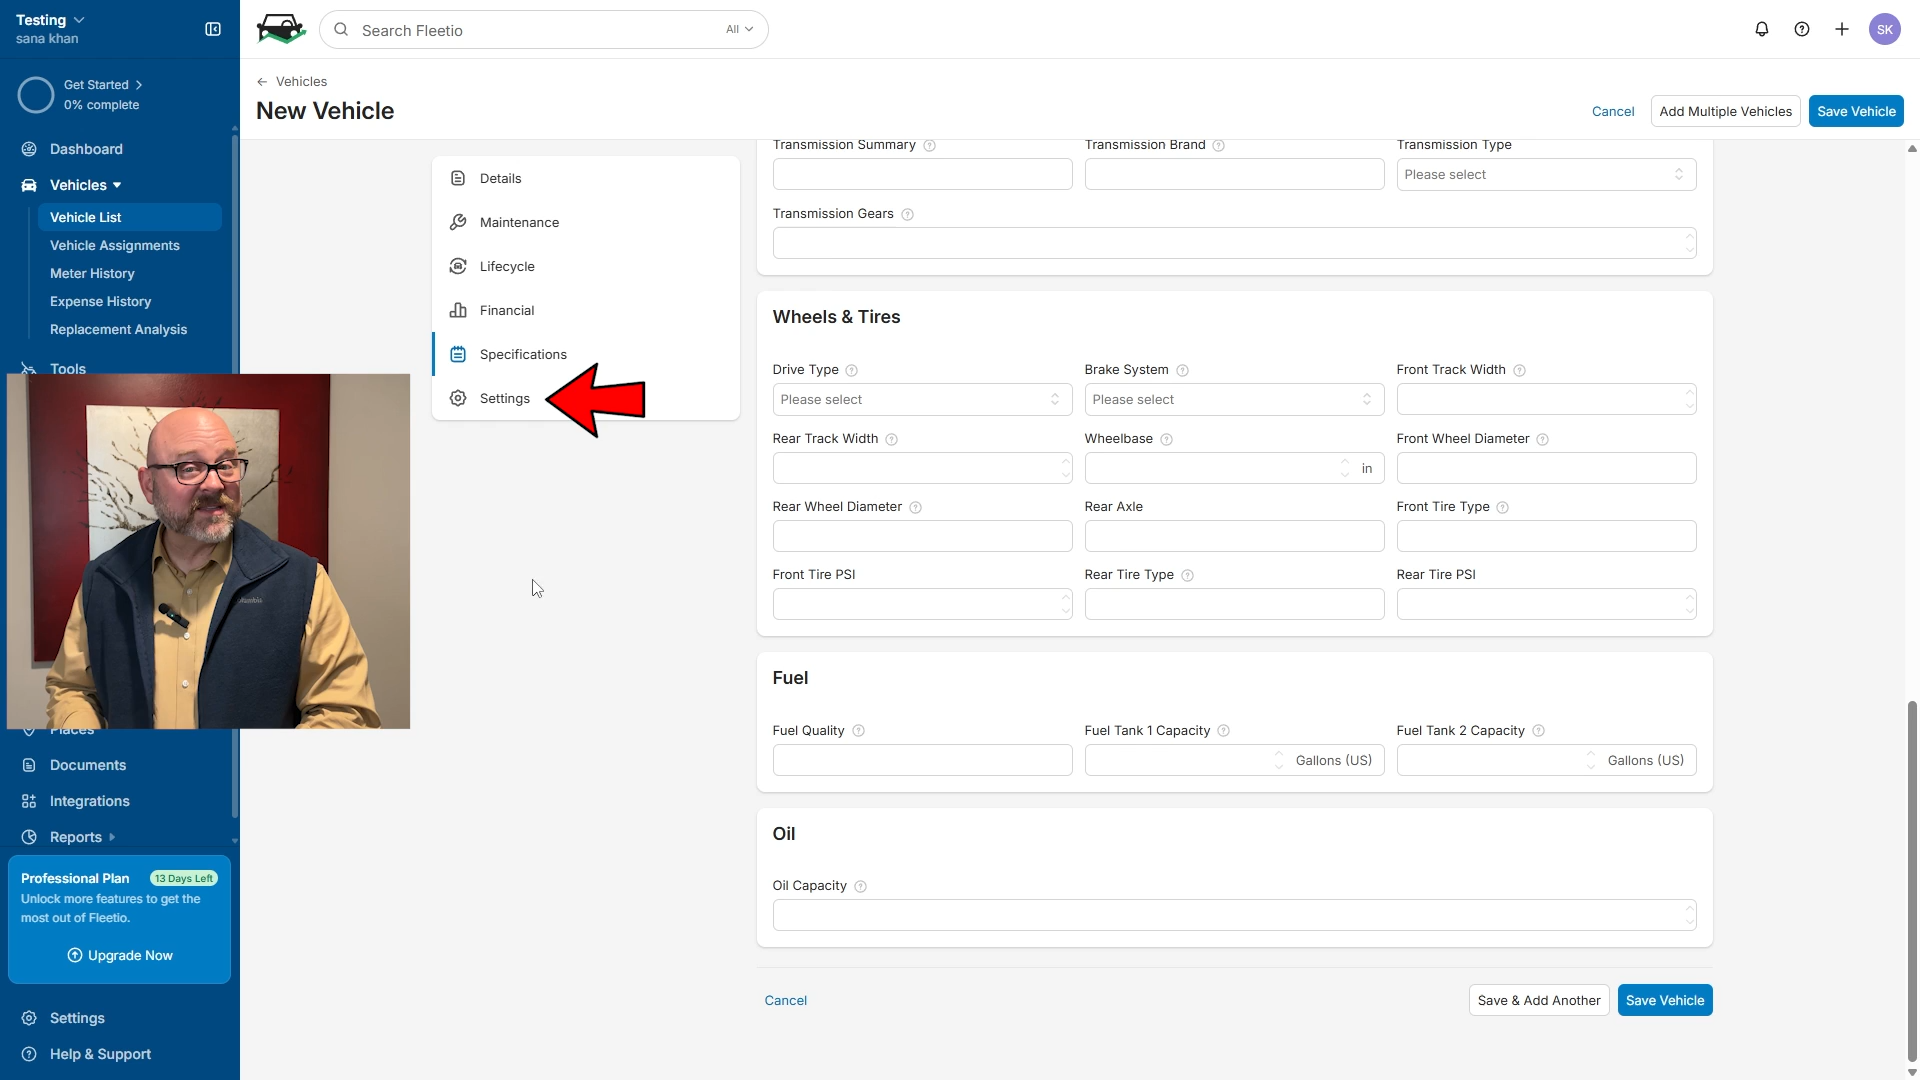 Testing
sana khan
Search Fleetio
All
SK
Get Started
0% complete
Vehicles
New Vehicle
Cancel
Add Multiple Vehicles
Save Vehicle
Dashboard
Vehicles
Vehicle List
Vehicle Assignments
Meter History
Expense History
Replacement Analysis
Tools
Places
Documents
Integrations
Reports
Professional Plan
13 Days Left
Unlock more features to get the
most out of Fleetio.
Upgrade Now
Settings
Help & Support
Details
Maintenance
Lifecycle
Financial
Specifications
Settings
Transmission Summary
Transmission Brand
Transmission Type
Please select
Transmission Gears
Wheels & Tires
Drive Type
Brake System
Front Track Width
Please select
Please select
Rear Track Width
Wheelbase
Front Wheel Diameter
in
Rear Wheel Diameter
Rear Axle
Front Tire Type
Front Tire PSI
Rear Tire Type
Rear Tire PSI
Fuel
Fuel Quality
Fuel Tank 1 Capacity
Fuel Tank 2 Capacity
Gallons (US)
Gallons (US)
Oil
Oil Capacity
Cancel
Save & Add Another
Save Vehicle